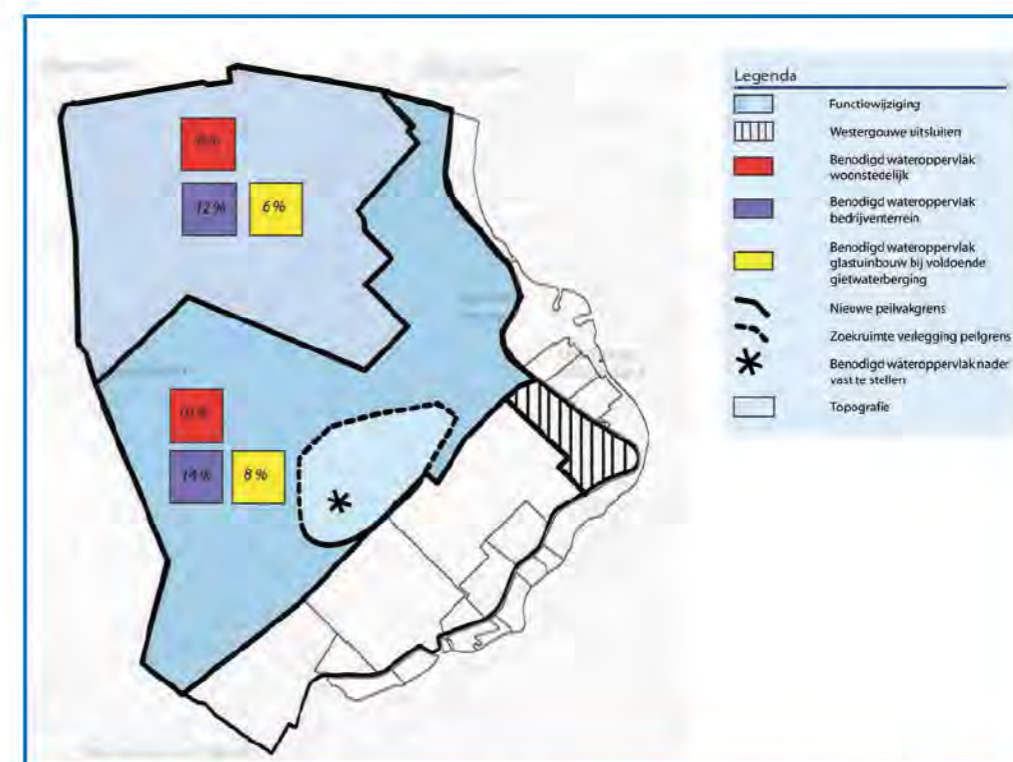 12%
6%
14%
8%
Legenda
Functiewijziging
Westergouwe uitsluiten
Benodigd wateroppervlak
woonstedelijk
Benodigd wateroppervlak
bedrijventerrein
Benodigd wateroppervlak
glastuinbouw bij voldoende
gietwaterberging
Nieuwe peilvakgrens
Zoekruimte verlegging peilgrens
Benodigd wateroppervlak nader
vast te stellen
Topografie